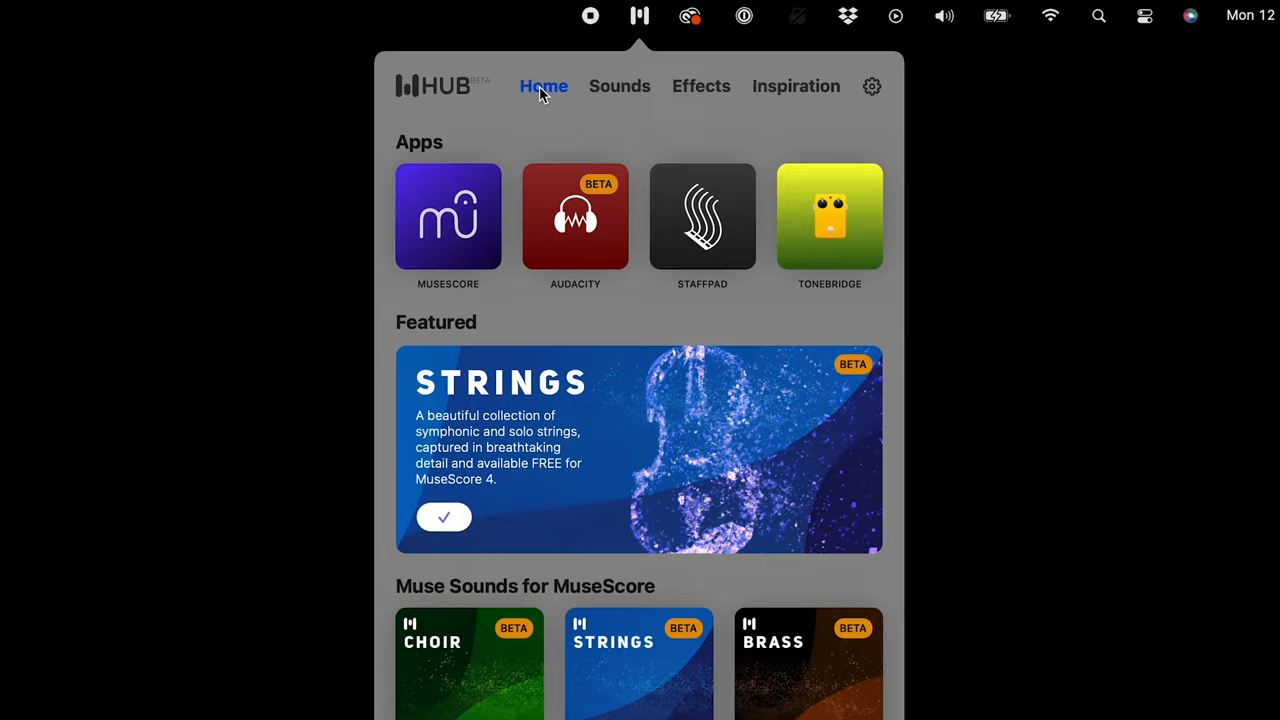 Mon 12
HUB BETA
Home Sounds Effects Inspiration
Apps
BETA
MUSESCORE AUDACITY STAFFPAD TONEBRIDGE
Featured
STRINGS
BETA
A beautiful collection of
symphonic and solo strings,
captured in breathtaking
detail and available FREE for
MuseScore 4.
Muse Sounds for MuseScore
CHOIR BETA
STRINGS BETA
BRASS BETA